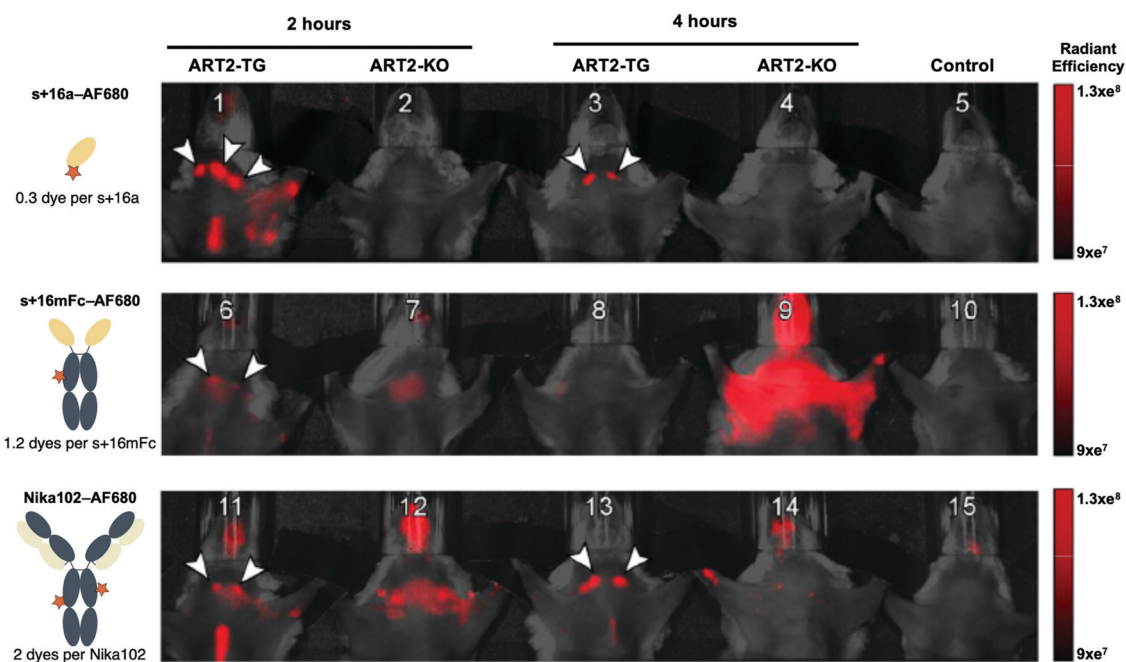 2 hours
4 hours
ART2-TG
ART2-KO
ART2-TG
ART2-KO
Control
Radiant
Efficiency
s+16a–AF680
0.3 dye per s+16a
1
2
3
4
5
1.3xe⁸
9xe⁷
s+16mFc–AF680
1.2 dyes per s+16mFc
6
7
8
9
10
1.3xe⁸
9xe⁷
Nika102–AF680
2 dyes per Nika102
11
12
13
14
15
1.3xe⁸
9xe⁷